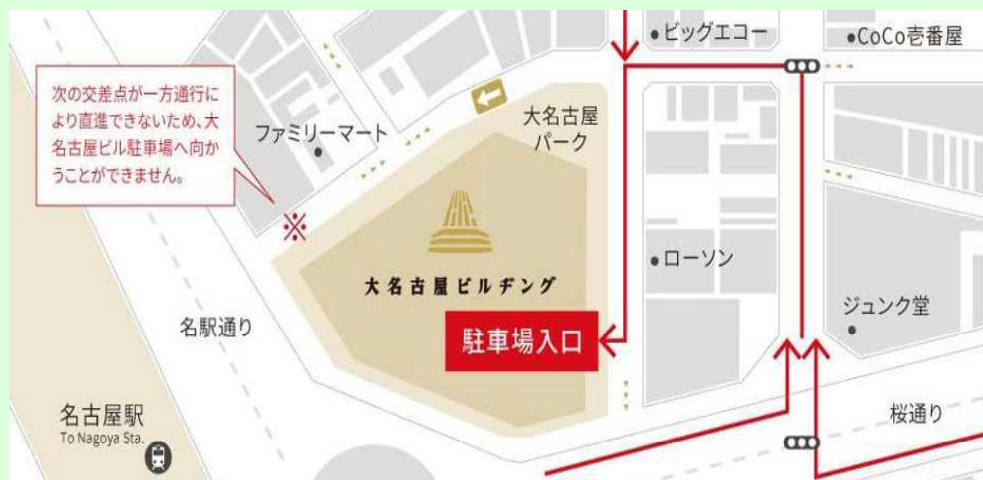 ビッグエコー
CoCo壱番屋
次の交差点が一方通行に
より直進できないため、大
名古屋ビル駐車場へ向か
うことができません。
ファミリーマート
大名古屋
パーク
※
大名古屋ビルヂング
ローソン
駐車場入口
ジュンク堂
名駅通り
名古屋駅
To Nagoya Sta.
桜通り